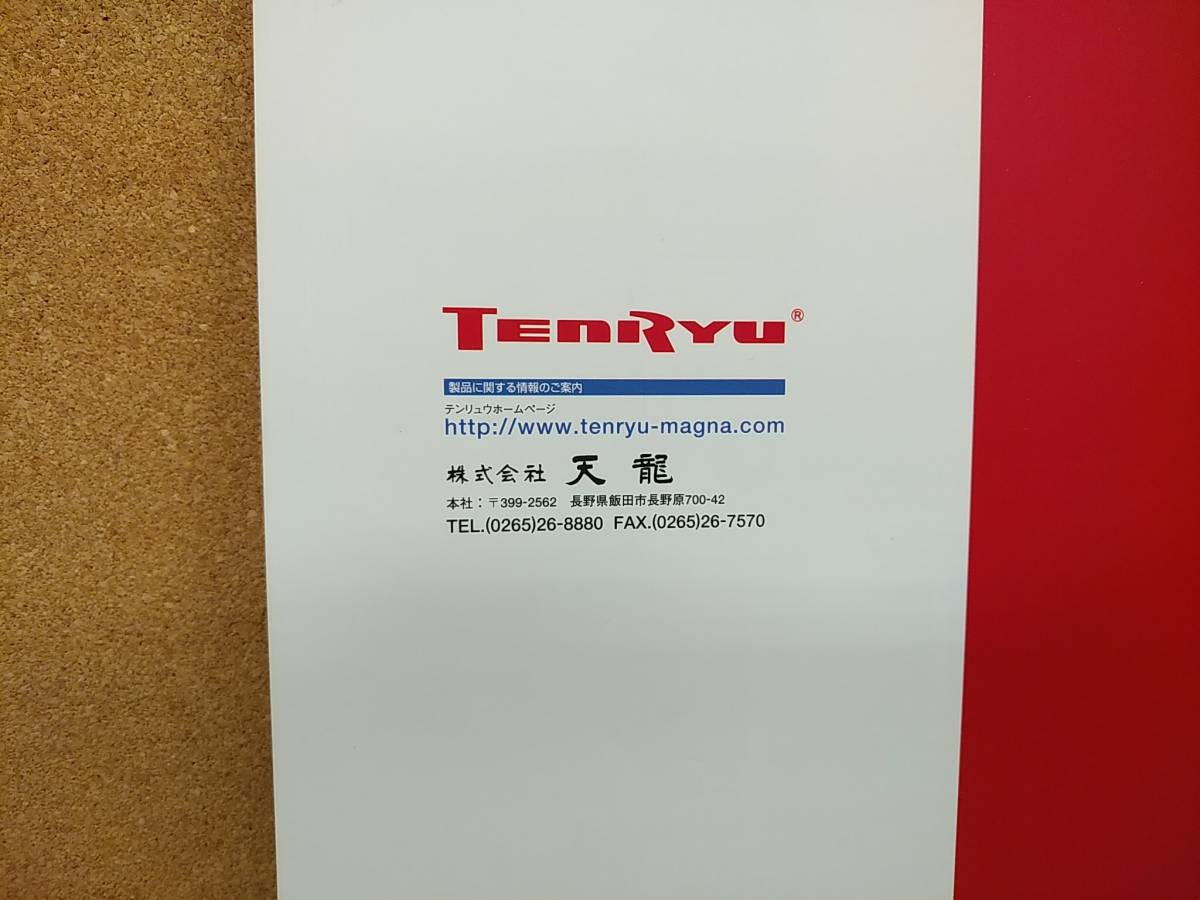 TENRYU®
製品に関する情報のご案内
テンリュウホームページ
http://www.tenryu-magna.com
株式会社 天龍
本社：〒399-2562 長野県飯田市長野原700-42
TEL.(0265)26-8880 FAX.(0265)26-7570